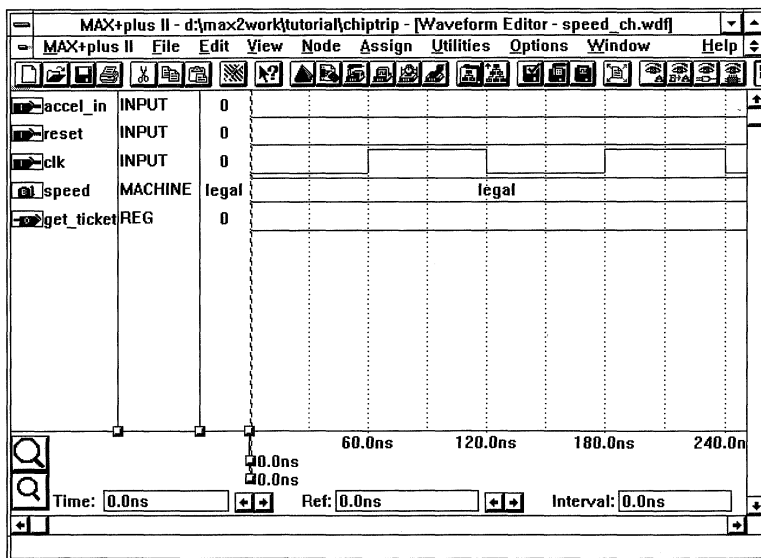 MAX+plus II - d:\max2work\tutorial\chiptrip - [Waveform Editor - speed_ch.wdf]
MAX+plus II File Edit View Node Assign Utilities Options Window Help
accel_in INPUT 0
reset INPUT 0
clk INPUT 0
speed MACHINE legal legal
get_ticket REG 0
60.0ns 120.0ns 180.0ns 240.0n
0.0ns
0.0ns
Time: 0.0ns Ref: 0.0ns Interval: 0.0ns